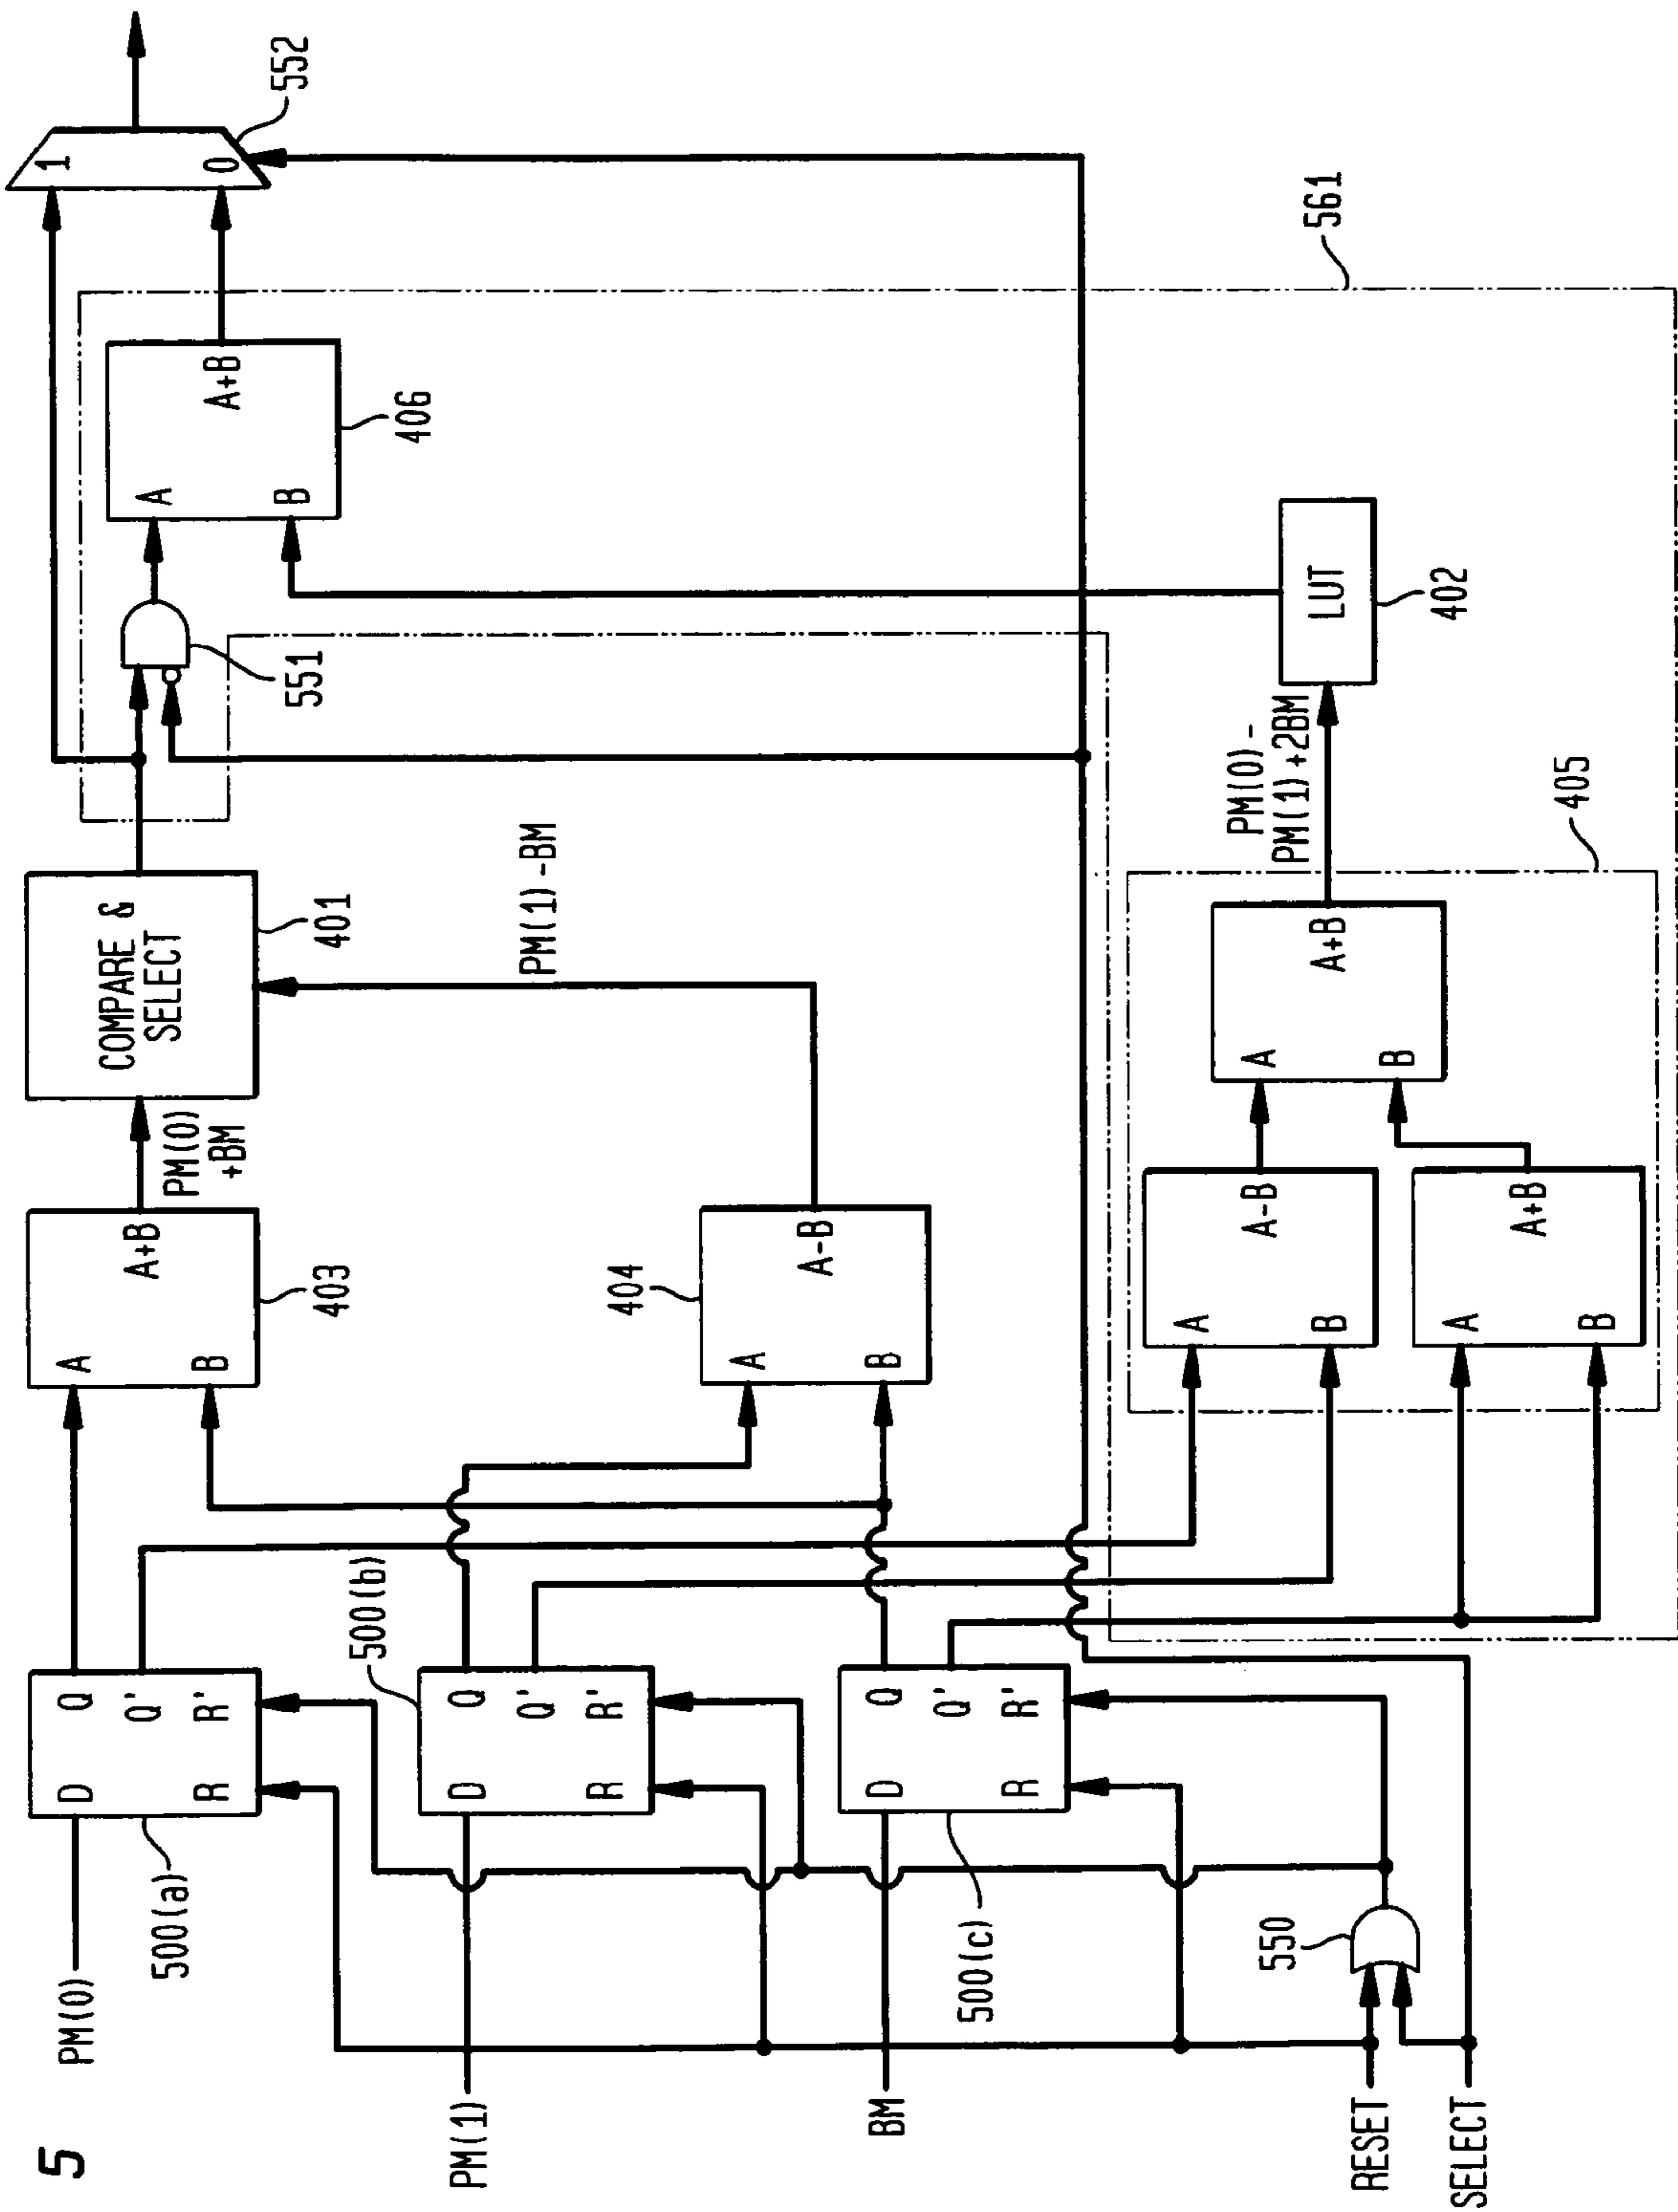 5
PM(0)
D
Q
Q'
R
R'
500(a)
PM(1)
D
Q
Q'
R
R'
500(b)
BM
D
Q
Q'
R
R'
500(c)
RESET
SELECT
550
A
B
A+B
403
PM(0)
+BM
A
B
A-B
404
PM(1)-BM
COMPARE &
SELECT
401
551
A
B
A+B
406
1
0
552
A
B
A-B
A
B
A+B
A
B
A+B
405
PM(0)-
PM(1)+2BM
LUT
402
561